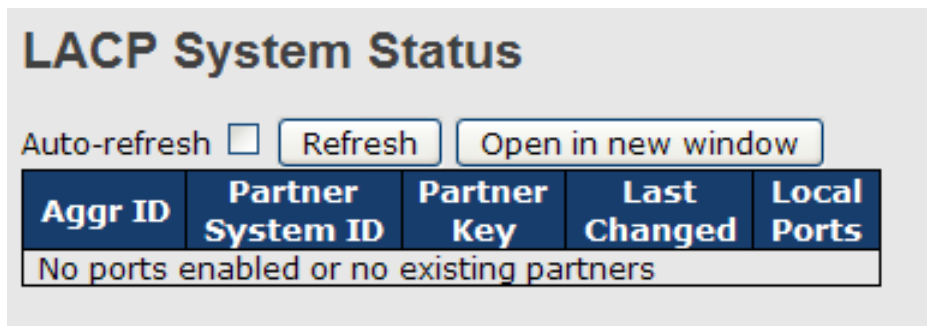 LACP System Status
Auto-refresh Refresh Open in new window
Aggr ID Partner System ID Partner Key Last Changed Local Ports
No ports enabled or no existing partners